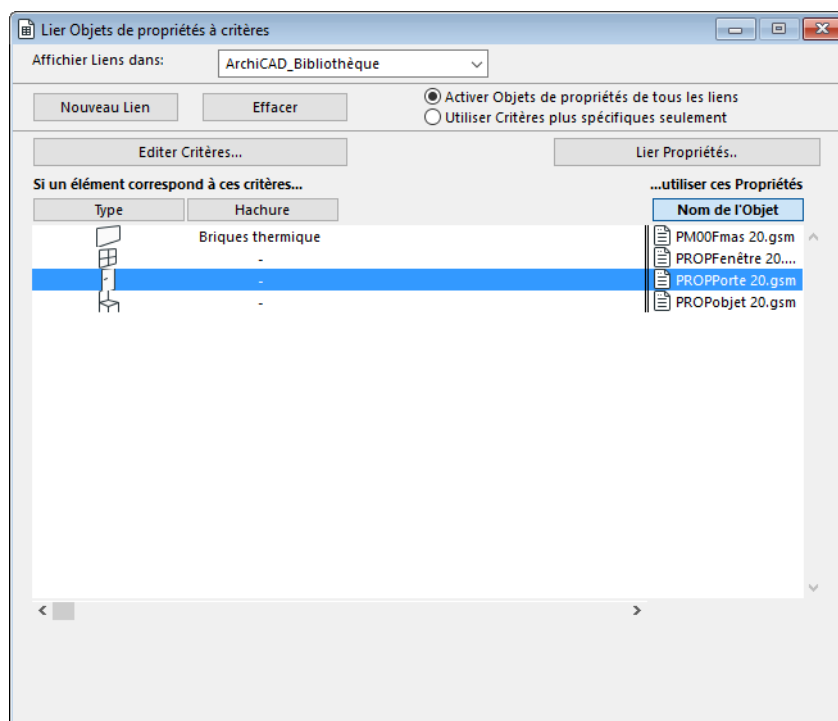 Lier Objets de propriétés à critères
Affichier Liens dans:
ArchiCAD_Bibliothèque
Nouveau Lien
Effacer
Activer Objets de propriétés de tous les liens
Utiliser Critères plus spécifiques seulement
Editer Critères...
Lier Propriétés..
Si un élément correspond à ces critères...
...utiliser ces Propriétés
Type
Hachure
Nom de l'Objet
Briques thermique
PM00Fmas 20.gsm
-
PROPFenêtre 20....
-
PROPPorte 20.gsm
-
PROPobjet 20.gsm